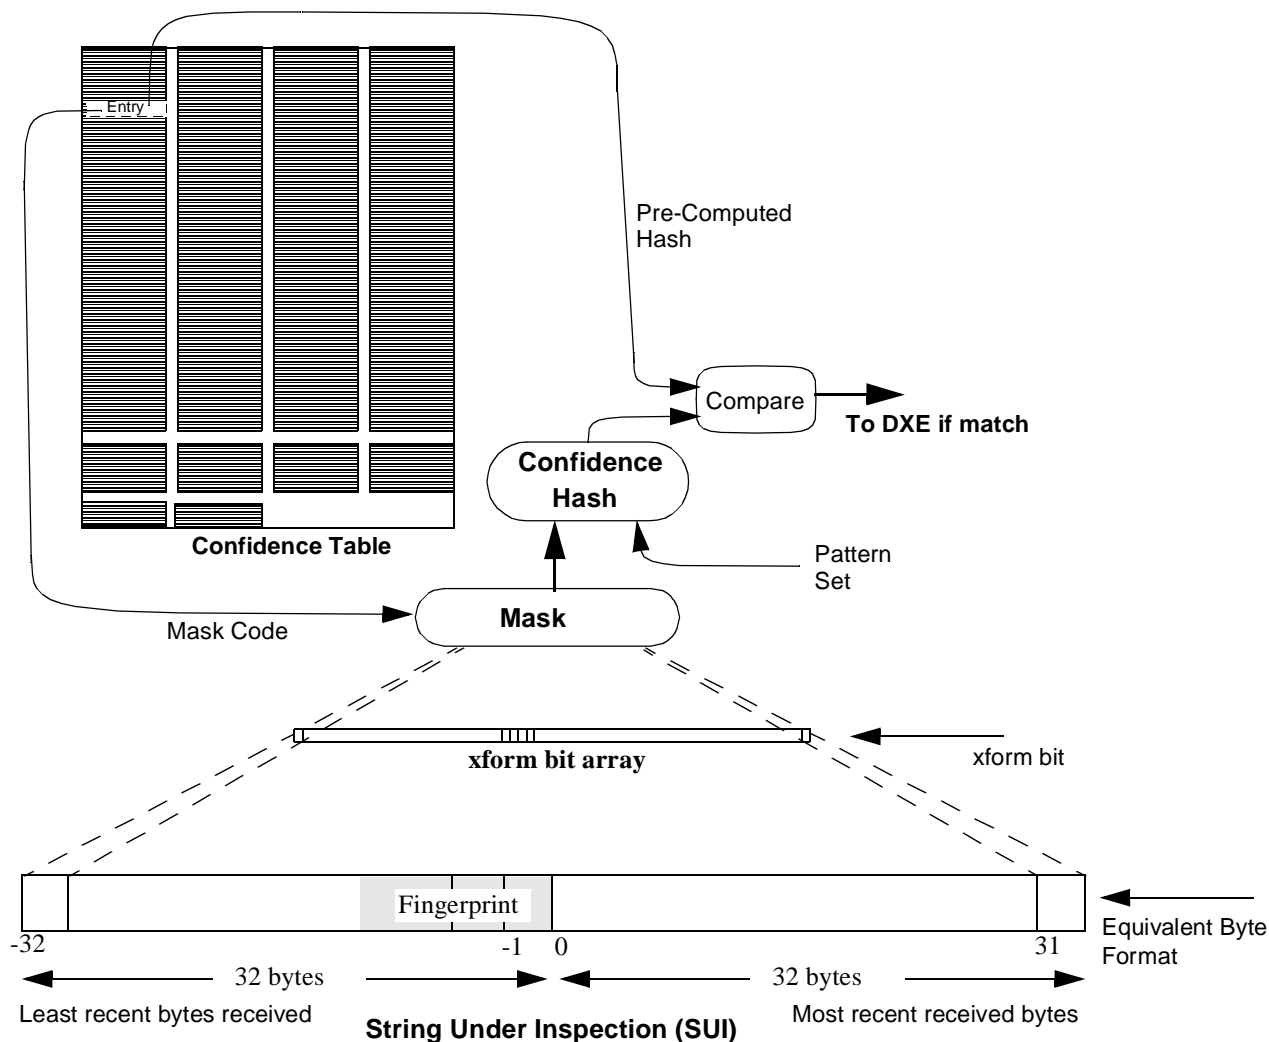 Entry
Pre-Computed
Hash
Compare
To DXE if match
Confidence
Hash
Confidence Table
Pattern
Set
Mask
Mask Code
xform bit array
xform bit
Fingerprint
-32
-1
0
31
Equivalent Byte
Format
32 bytes
32 bytes
Least recent bytes received
Most recent received bytes
String Under Inspection (SUI)